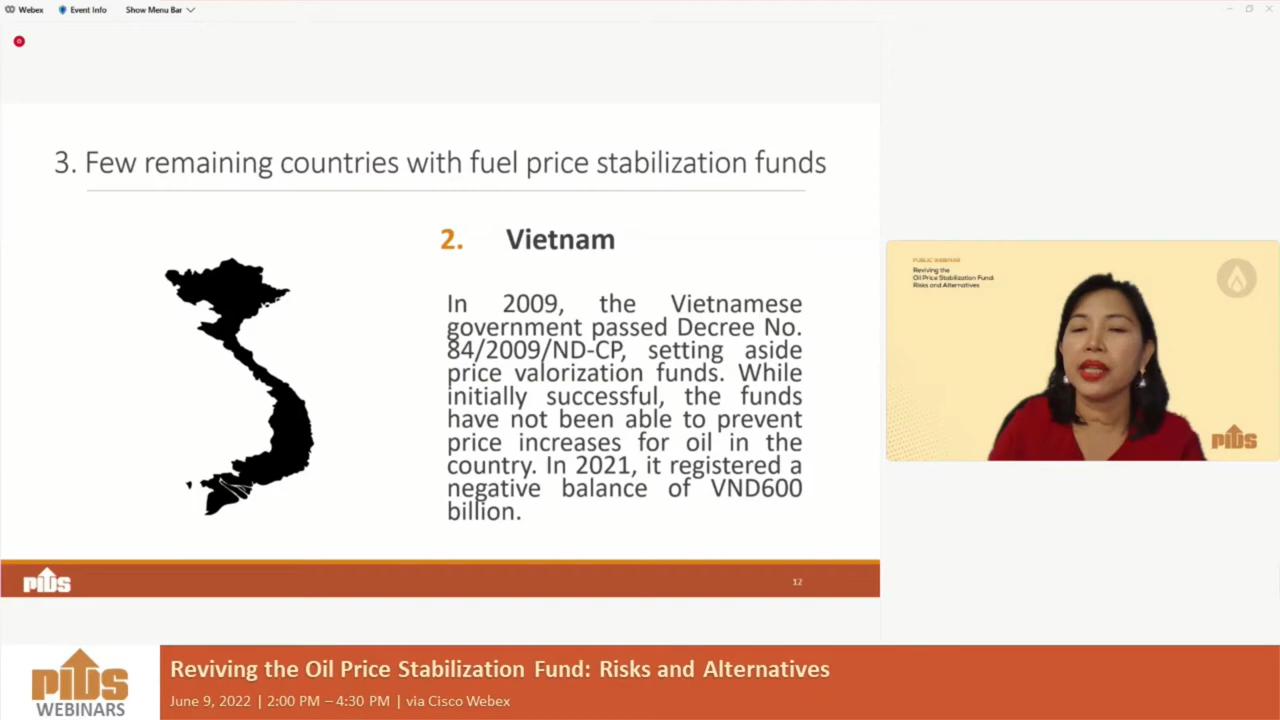 Webex
Event Info
Show Menu Bar
3. Few remaining countries with fuel price stabilization funds
2. Vietnam
In 2009, the Vietnamese
government passed Decree No.
84/2009/ND-CP, setting aside
price valorization funds. While
initially successful, the funds
have not been able to prevent
price increases for oil in the
country. In 2021, it registered a
negative balance of VND600
billion.
PIDS
12
PUBLIC WEBINAR
Reviving the
Oil Price Stabilization Fund:
Risks and Alternatives
PIDS
PIDS
WEBINARS
Reviving the Oil Price Stabilization Fund: Risks and Alternatives
June 9, 2022 | 2:00 PM – 4:30 PM | via Cisco Webex